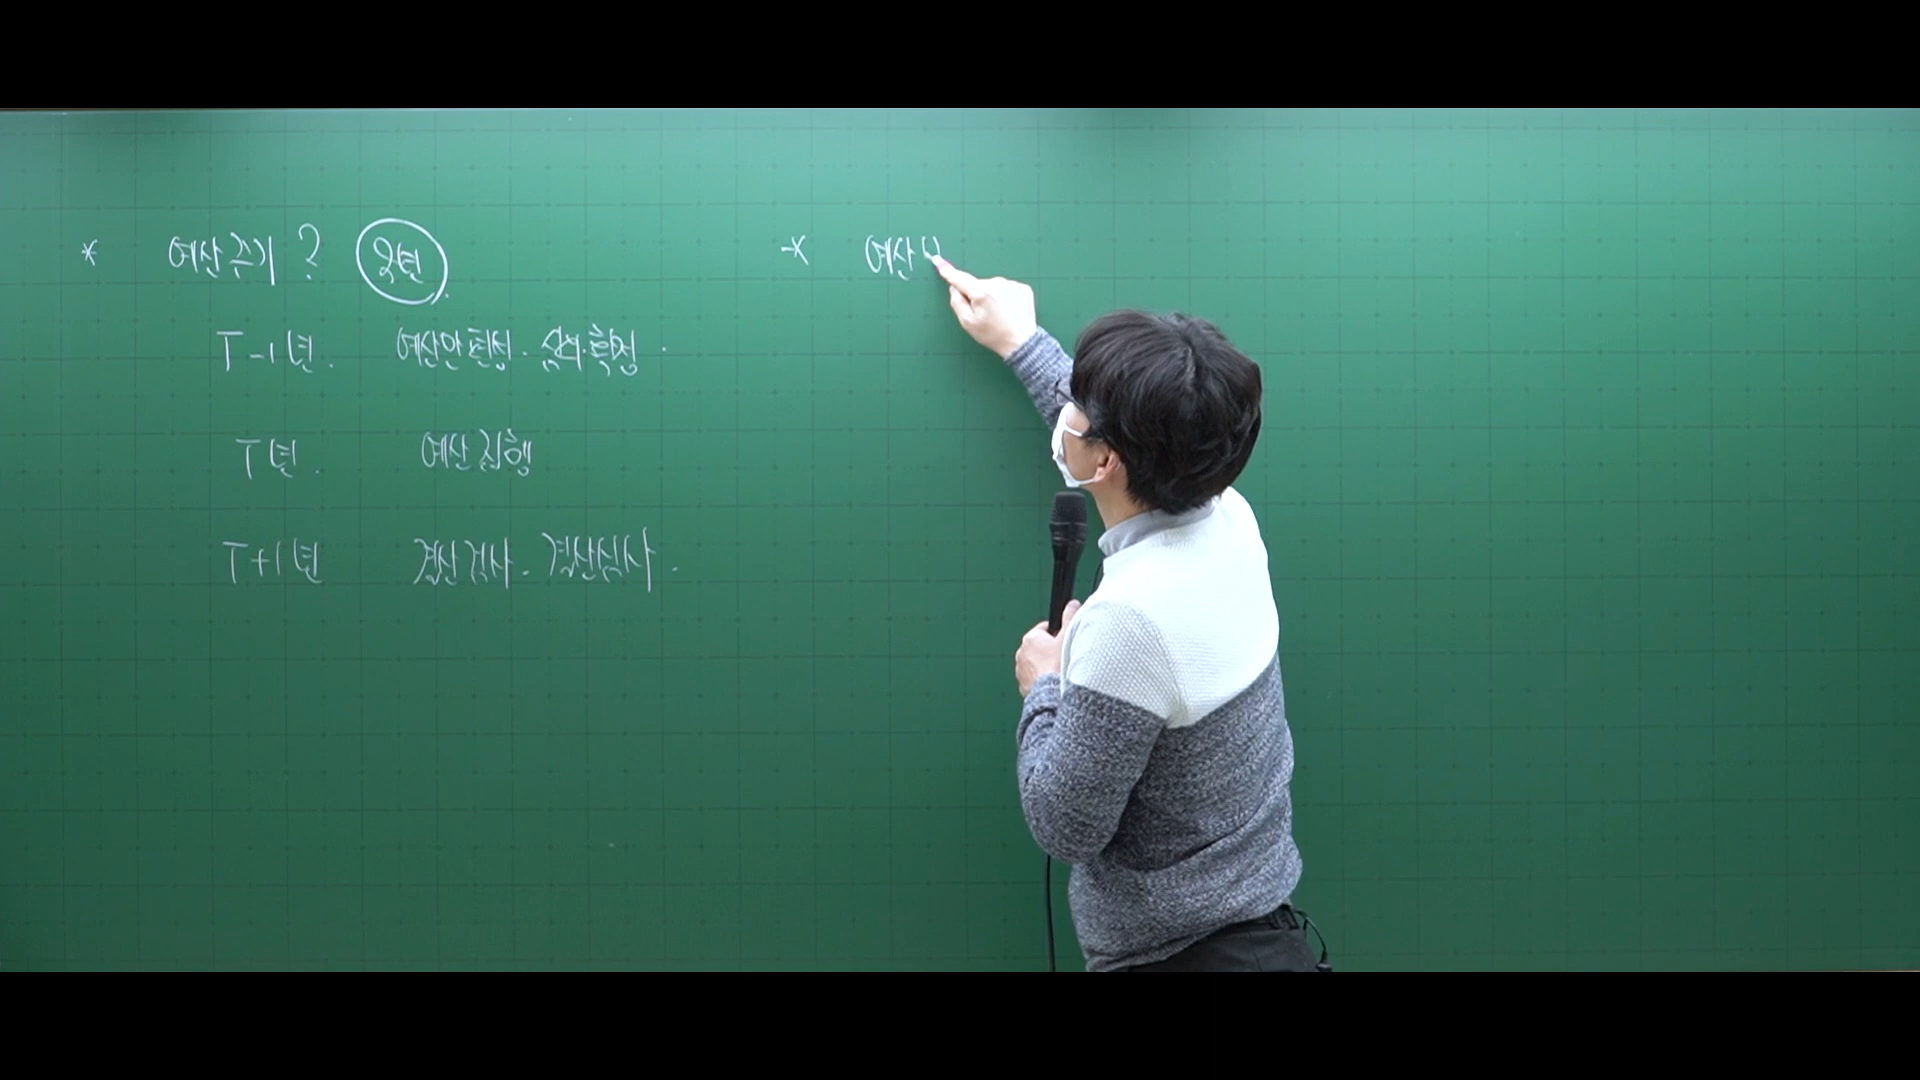 * 예산주기? 3년.
T-1년. 예산안편성. 심의·확정.
T년. 예산집행
T+1년 결산검사. 결산심사.
* 예산